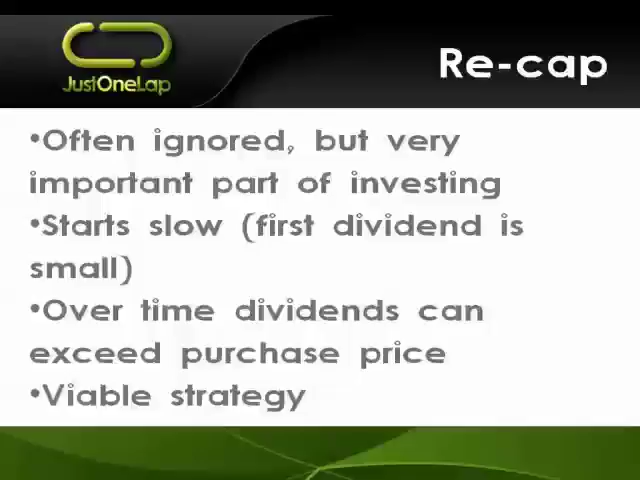 JustOneLap
Re-cap
•Often ignored, but very
important part of investing
•Starts slow (first dividend is
small)
•Over time dividends can
exceed purchase price
•Viable strategy